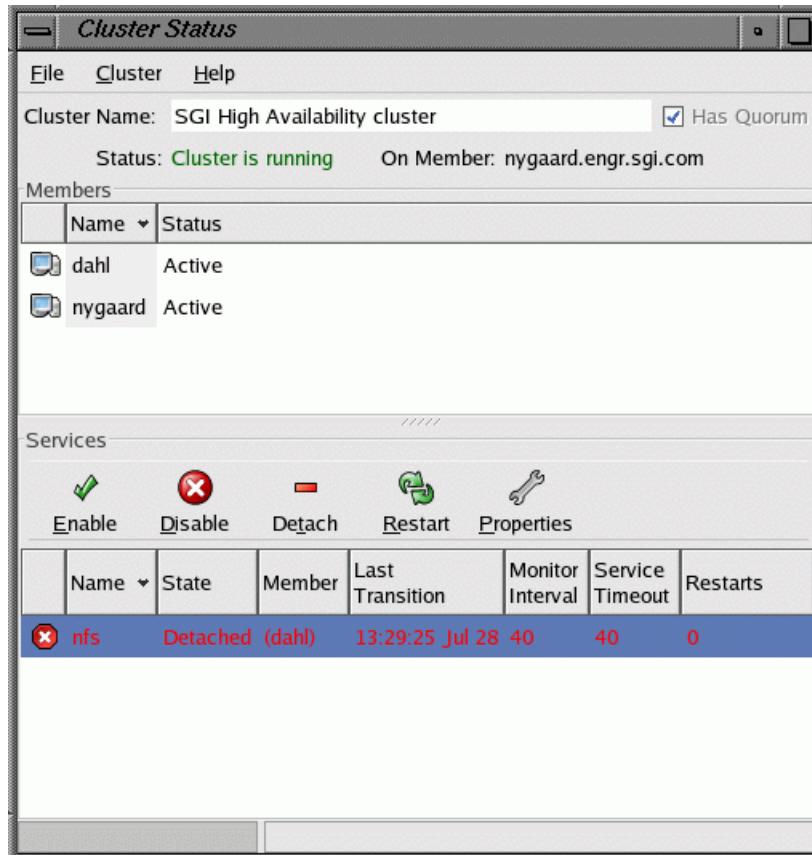 Cluster Status
File Cluster Help
Cluster Name: SGI High Availability cluster Has Quorum
Status: Cluster is running On Member: nygaard.engr.sgi.com
Members
Name Status
dahl Active
nygaard Active
Services
Enable Disable Detach Restart Properties
Name State Member Last Transition Monitor Interval Service Timeout Restarts
nfs Detached (dahl) 13:29:25 Jul 28 40 40 0